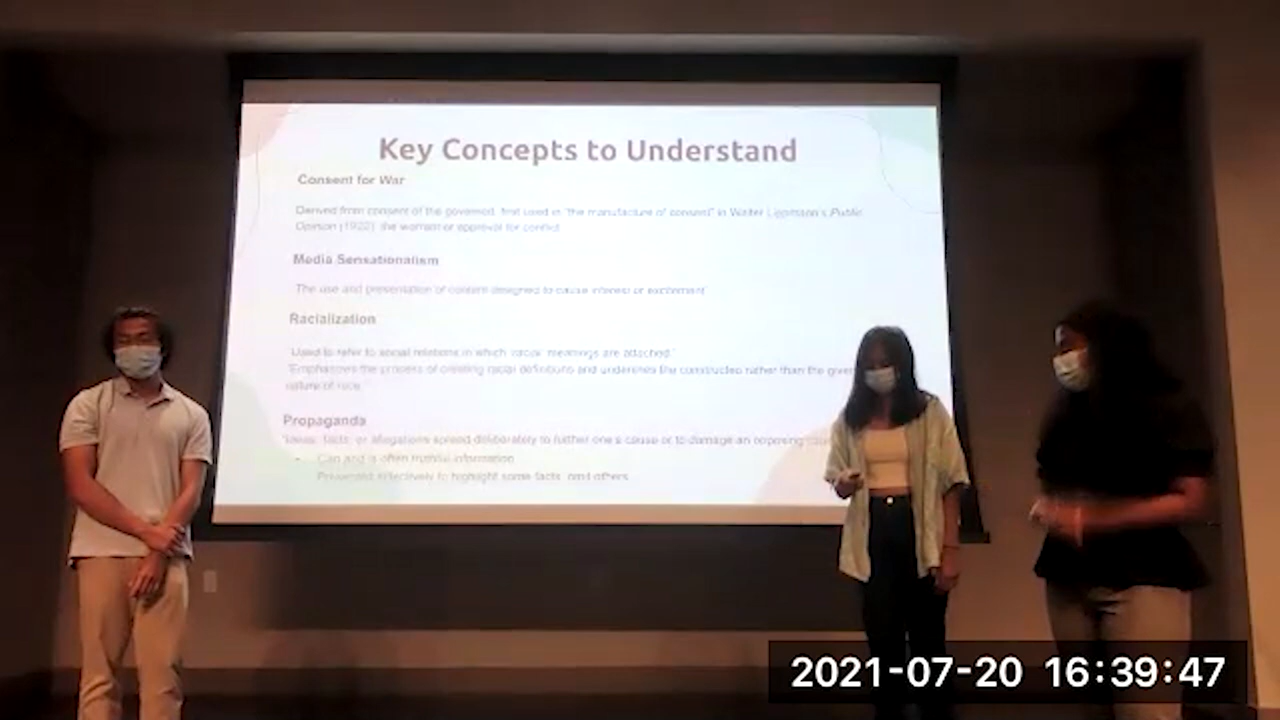 Key Concepts to Understand
Consent for War
Derived from consent of the governed, first used in "the manufacture of consent" in Walter Lippmann's Public
Opinion (1922), the warrant or approval for conflict
Media Sensationalism
The use and presentation of content designed to cause interest or excitement
Racialization
"Used to refer to social relations in which racial meanings are attached."
"Emphasizes the process of creating racial definitions and underlines the constructed rather than the given
nature of race
Propaganda
"Ideas, facts, or allegations spread deliberately to further one's cause or to damage an opposing cause
- Can and is often truthful information
Presented selectively to highlight some facts, omit others
2021-07-20 16:39:47